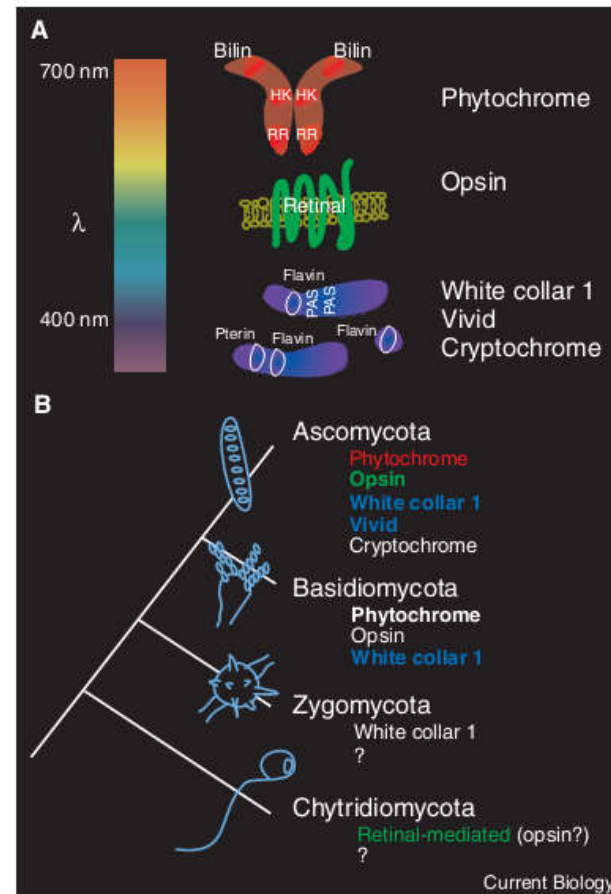 A
700 nm
λ
400 nm
Bilin Bilin
HK HK
RR RR
Phytochrome
Retinal
Opsin
Flavin
PAS
PAS
Pterin Flavin Flavin
White collar 1
Vivid
Cryptochrome
B
Ascomycota
Phytochrome
Opsin
White collar 1
Vivid
Cryptochrome
Basidiomycota
Phytochrome
Opsin
White collar 1
Zygomycota
White collar 1
?
Chytridiomycota
Retinal-mediated (opsin?)
?
Current Biology